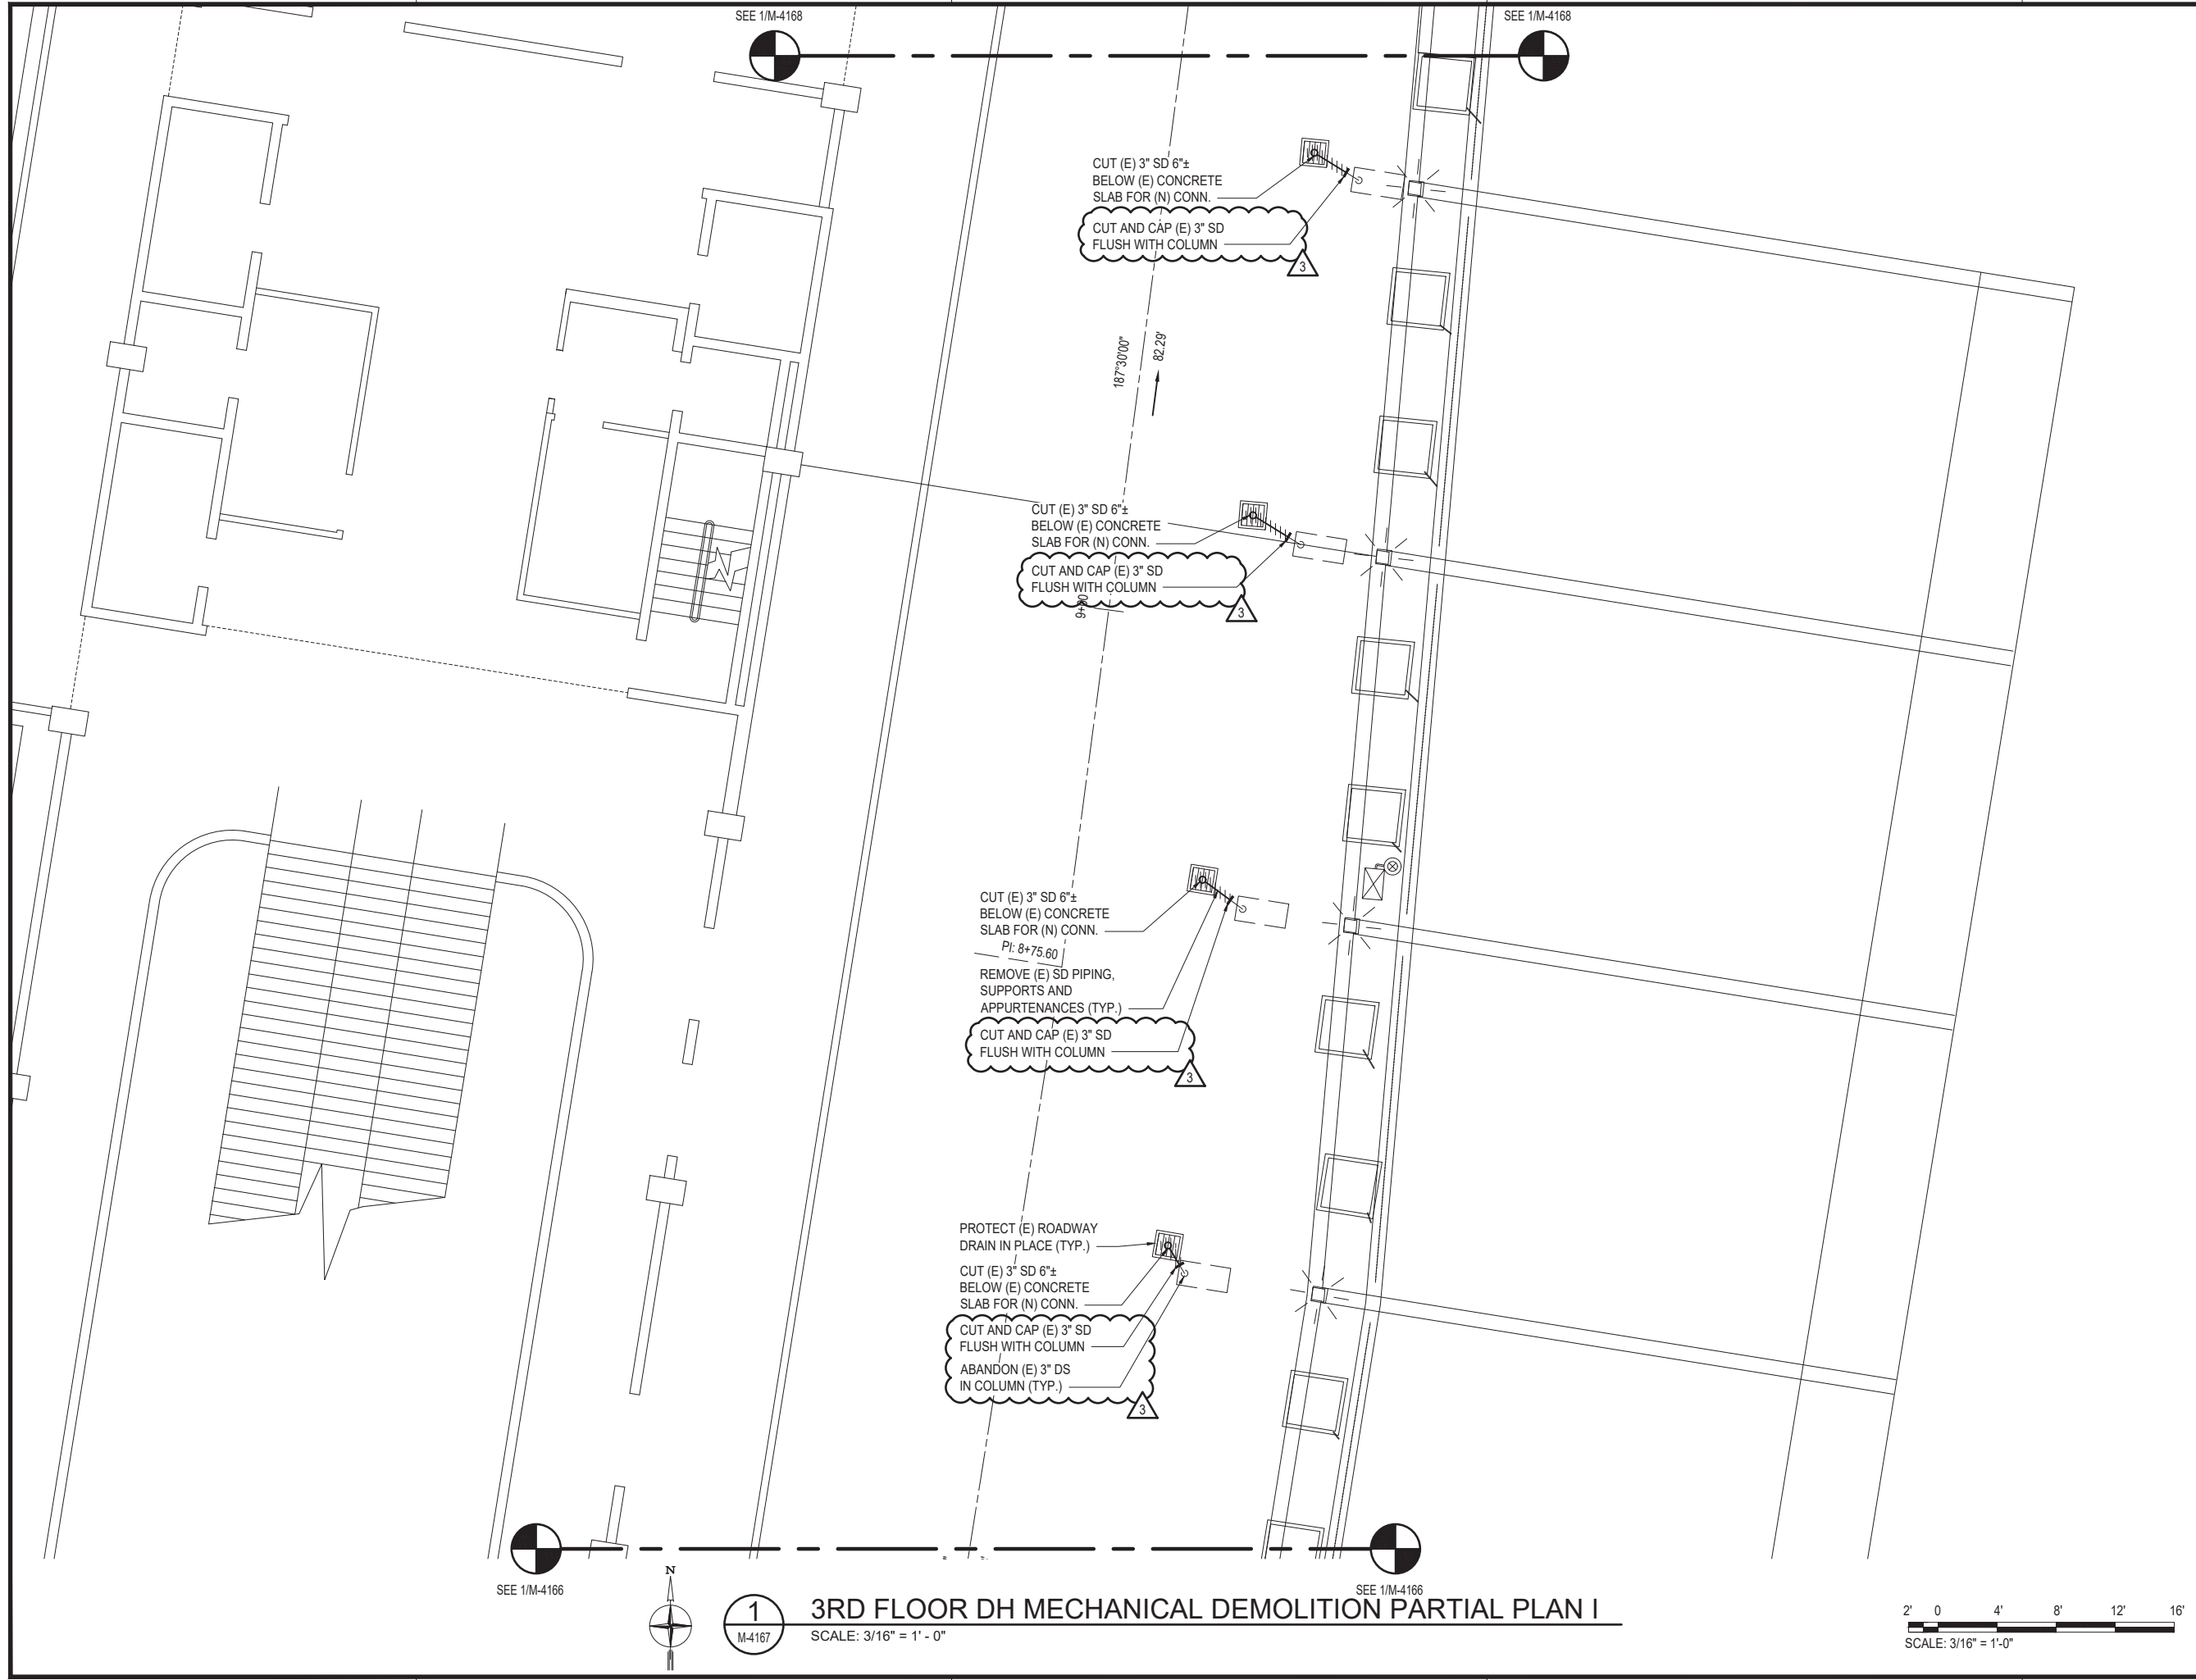 SEE 1/M-4168
SEE 1/M-4168
CUT (E) 3" SD 6"±
BELOW (E) CONCRETE
SLAB FOR (N) CONN.
CUT AND CAP (E) 3" SD
FLUSH WITH COLUMN
3
187°30'00"
82.29'
CUT (E) 3" SD 6"±
BELOW (E) CONCRETE
SLAB FOR (N) CONN.
CUT AND CAP (E) 3" SD
FLUSH WITH COLUMN
3
CUT (E) 3" SD 6"±
BELOW (E) CONCRETE
SLAB FOR (N) CONN.
PI: 8+75.60
REMOVE (E) SD PIPING,
SUPPORTS AND
APPURTENANCES (TYP.)
CUT AND CAP (E) 3" SD
FLUSH WITH COLUMN
3
PROTECT (E) ROADWAY
DRAIN IN PLACE (TYP.)
CUT (E) 3" SD 6"±
BELOW (E) CONCRETE
SLAB FOR (N) CONN.
CUT AND CAP (E) 3" SD
FLUSH WITH COLUMN
ABANDON (E) 3" DS
IN COLUMN (TYP.)
3
SEE 1/M-4166
SEE 1/M-4166
N
1
M-4167
3RD FLOOR DH MECHANICAL DEMOLITION PARTIAL PLAN I
SCALE: 3/16" = 1' - 0"
2' 0 4' 8' 12' 16'
SCALE: 3/16" = 1'-0"